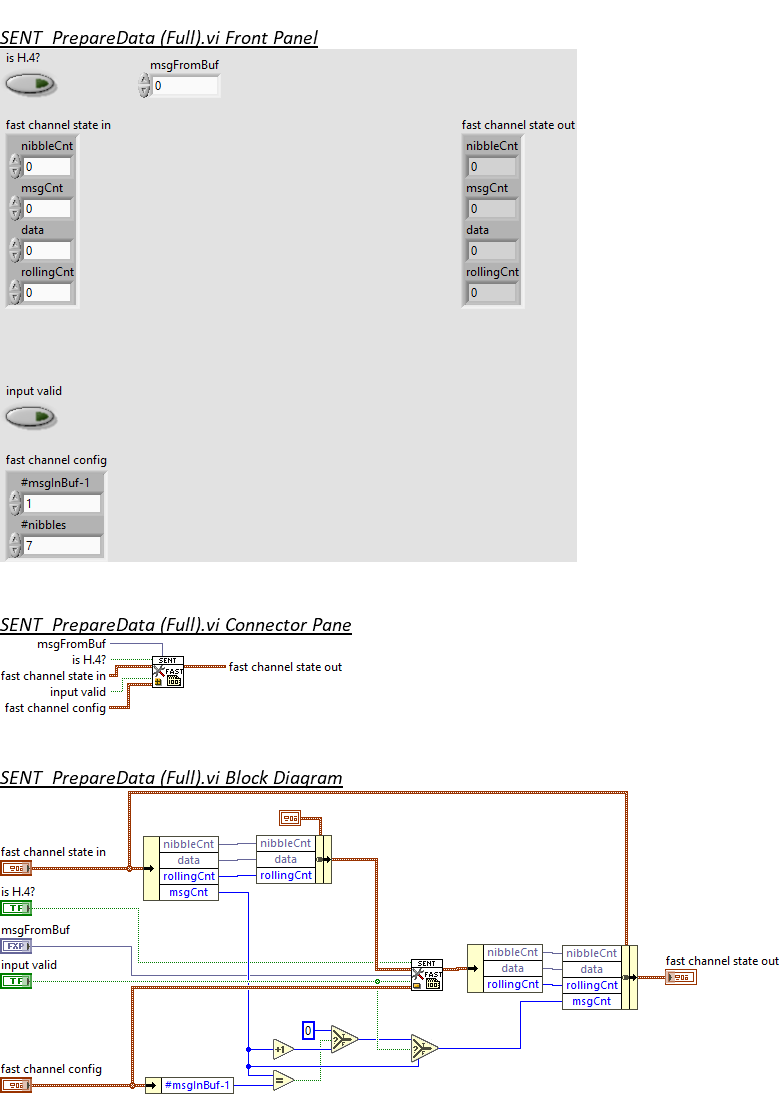 SENT_PrepareData (Full).vi Front Panel
is H.4?
msgFromBuf
0
fast channel state in
fast channel state out
nibbleCnt
nibbleCnt
0
0
msgCnt
msgCnt
0
0
data
data
0
0
rollingCnt
rollingCnt
0
0
input valid
fast channel config
#msgInBuf-1
1
#nibbles
7
SENT_PrepareData (Full).vi Connector Pane
msgFromBuf
is H.4?
fast channel state in
input valid
fast channel config
SENT
FAST
fast channel state out
SENT_PrepareData (Full).vi Block Diagram
fast channel state in
nibbleCnt
data
rollingCnt
msgCnt
nibbleCnt
data
rollingCnt
is H.4?
TF
msgFromBuf
FXP
input valid
TF
SENT
FAST
nibbleCnt
data
rollingCnt
nibbleCnt
data
rollingCnt
msgCnt
fast channel state out
0
+1
?
T
F
?
T
F
=
fast channel config
#msgInBuf-1